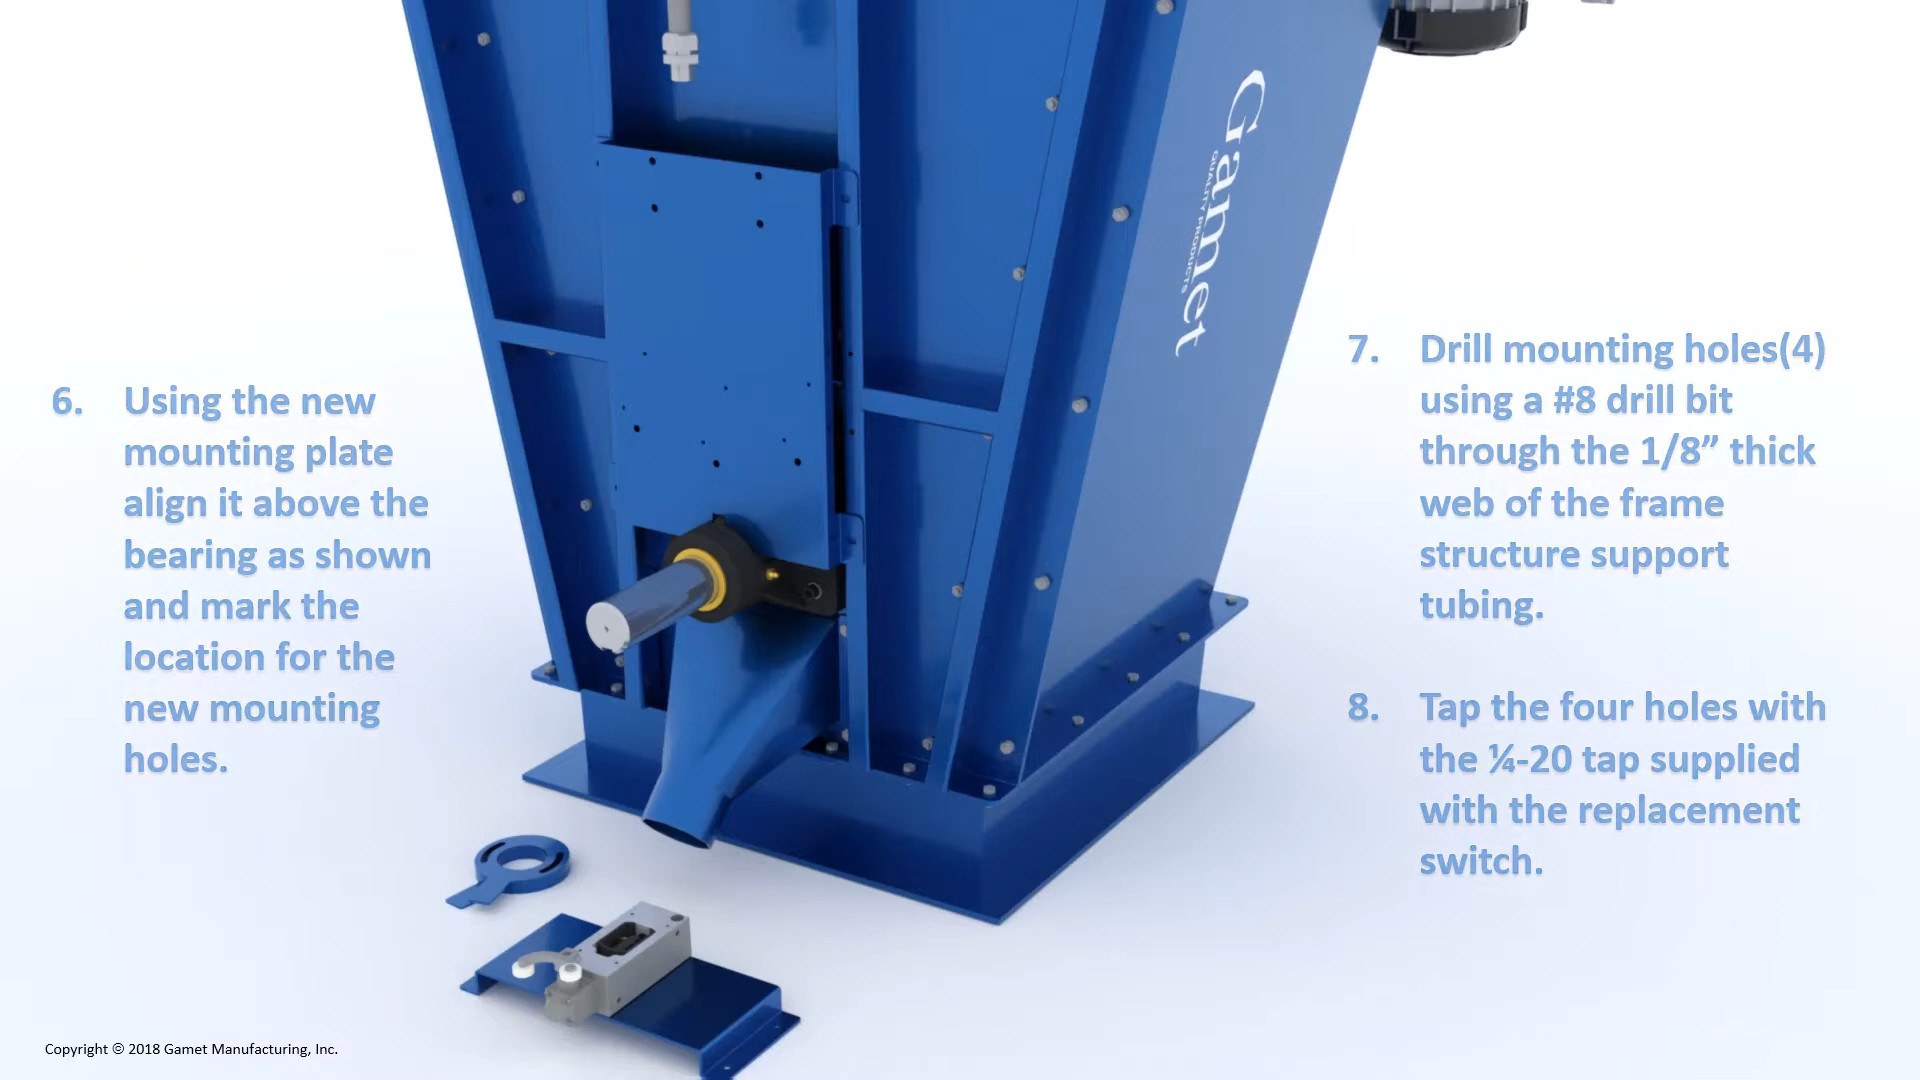 Gamet
QUALITY PRODUCTS
6. Using the new
mounting plate
align it above the
bearing as shown
and mark the
location for the
new mounting
holes.
7. Drill mounting holes(4)
using a #8 drill bit
through the 1/8” thick
web of the frame
structure support
tubing.
8. Tap the four holes with
the ¼-20 tap supplied
with the replacement
switch.
Copyright © 2018 Gamet Manufacturing, Inc.